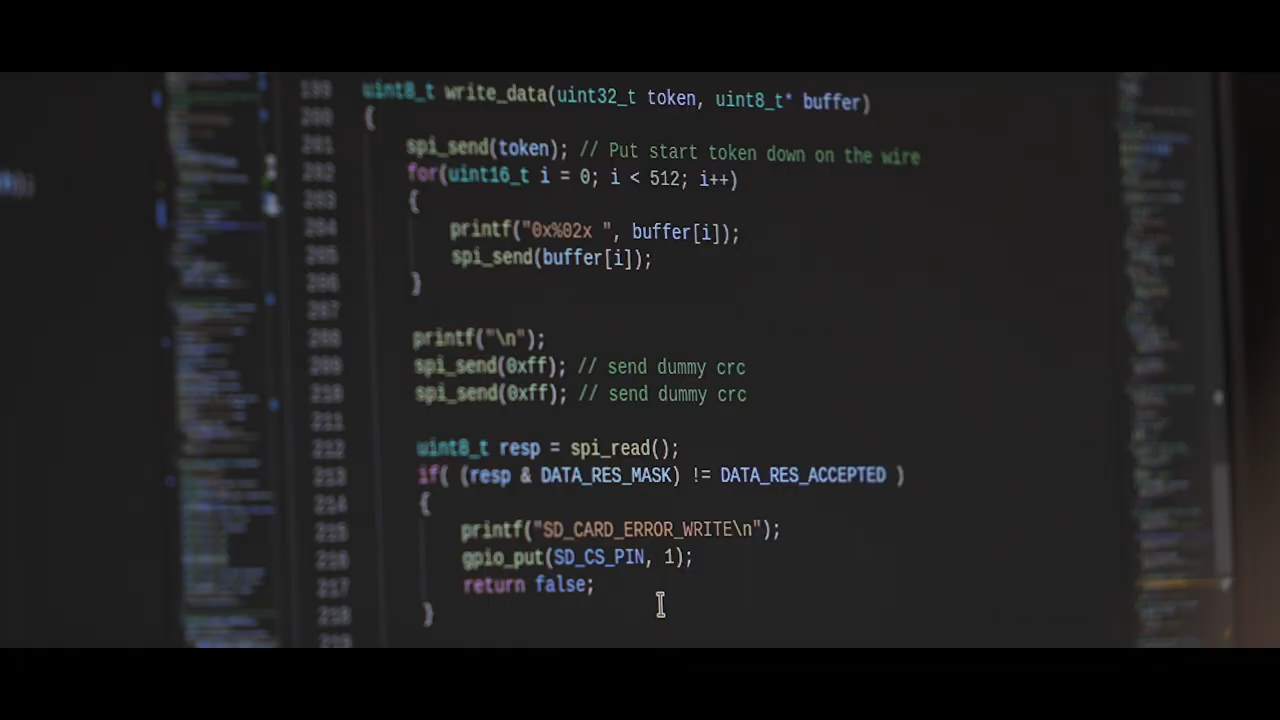 199 uint8_t write_data(uint32_t token, uint8_t* buffer)
200 {
201 spi_send(token); // Put start token down on the wire
202 for(uint16_t i = 0; i < 512; i++)
203 {
204 printf("0x%02x ", buffer[i]);
205 spi_send(buffer[i]);
206 }
207
208 printf("\n");
209 spi_send(0xff); // send dummy crc
210 spi_send(0xff); // send dummy crc
211
212 uint8_t resp = spi_read();
213 if( (resp & DATA_RES_MASK) != DATA_RES_ACCEPTED )
214 {
215 printf("SD_CARD_ERROR_WRITE\n");
216 gpio_put(SD_CS_PIN, 1);
217 return false;
218 }
219